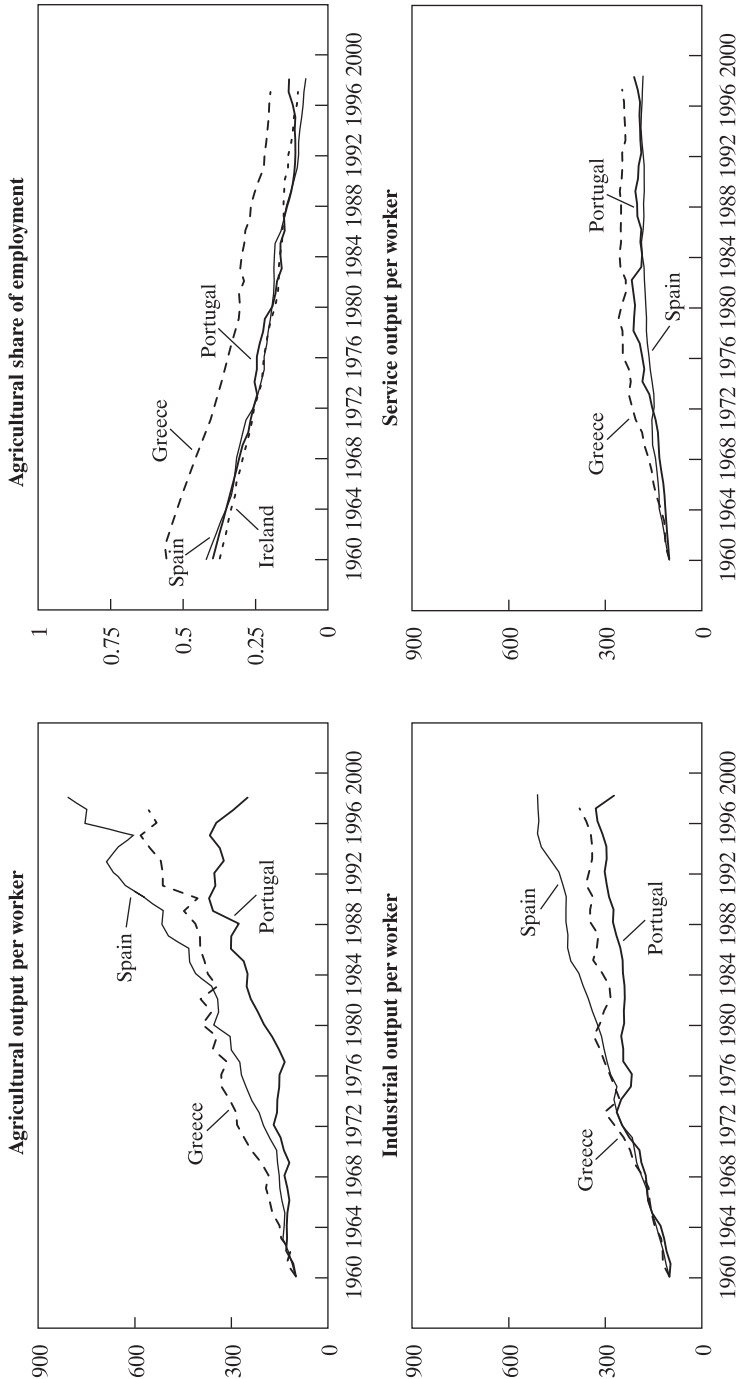 Agricultural output per worker
900
600
300
0
Spain
Greece
Portugal
1960 1964 1968 1972 1976 1980 1984 1988 1992 1996 2000
Agricultural share of employment
1
0.75
0.5
0.25
0
Greece
Portugal
Spain
Ireland
1960 1964 1968 1972 1976 1980 1984 1988 1992 1996 2000
Industrial output per worker
900
600
300
0
Spain
Greece
Portugal
1960 1964 1968 1972 1976 1980 1984 1988 1992 1996 2000
Service output per worker
900
600
300
0
Greece
Portugal
Spain
1960 1964 1968 1972 1976 1980 1984 1988 1992 1996 2000